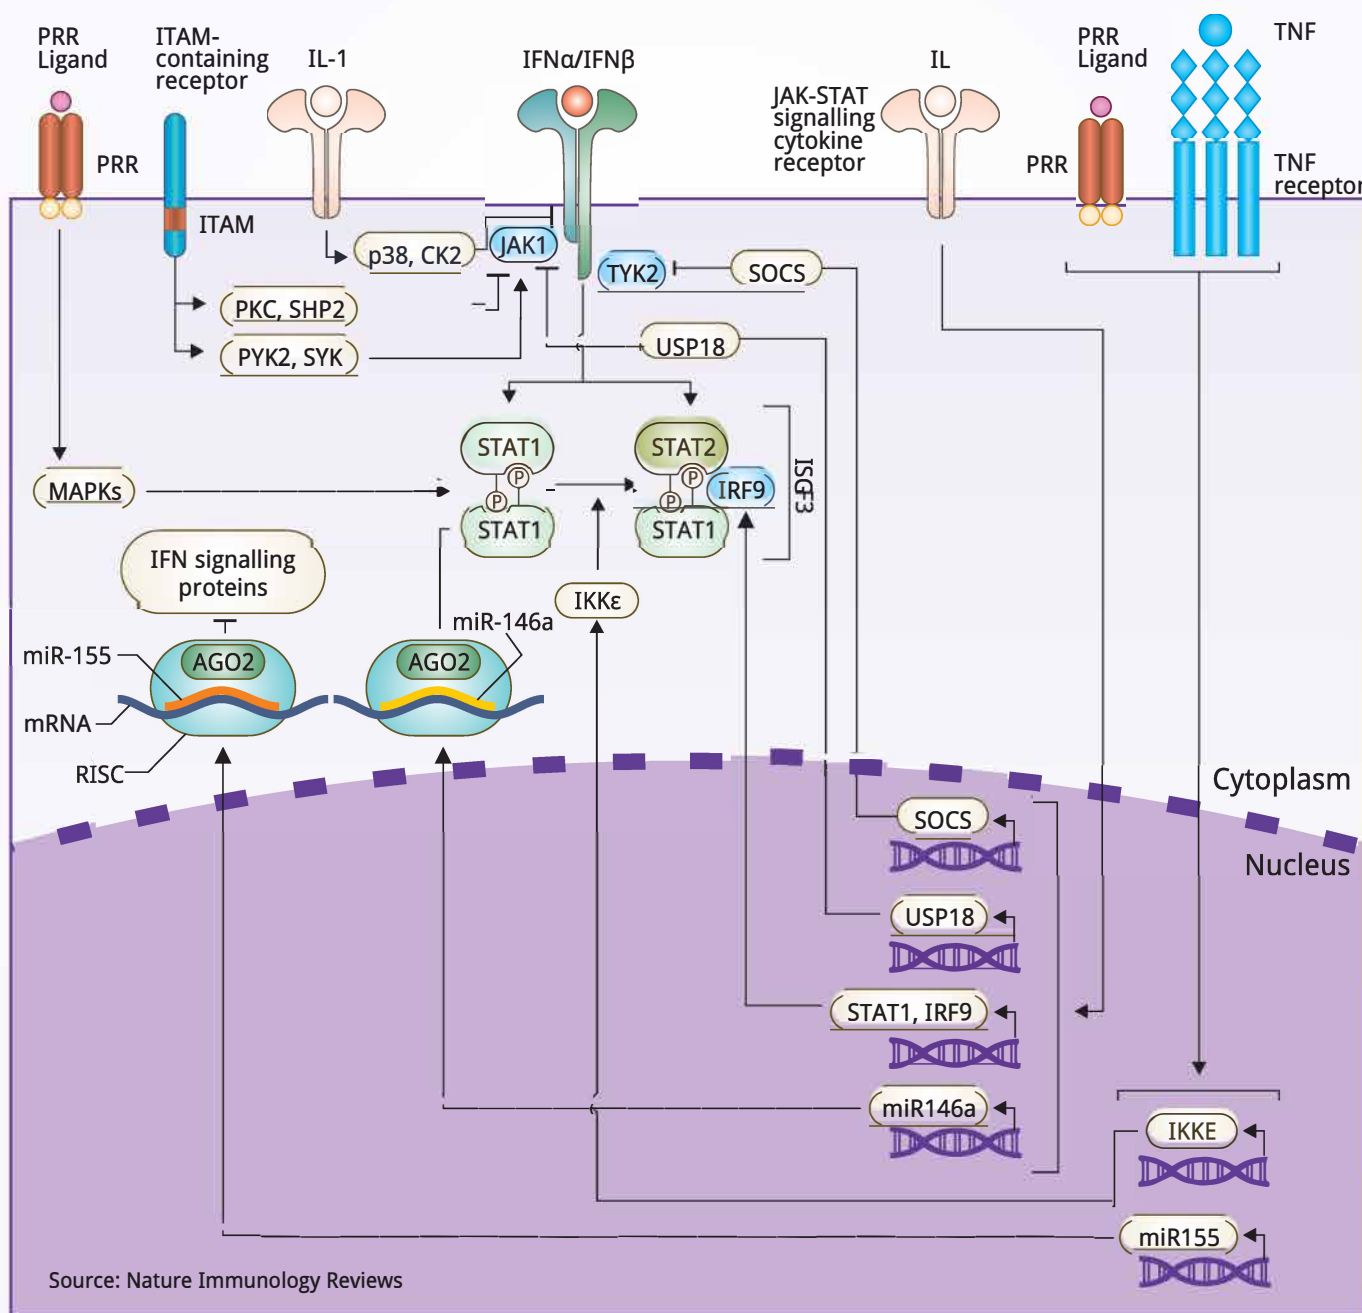 PRR
Ligand
ITAM-
containing
receptor
IL-1
IFNα/IFNβ
JAK-STAT
signalling
cytokine
receptor
IL
PRR
Ligand
TNF
PRR
PRR
TNF
receptor
ITAM
p38, CK2
JAK1
TYK2
SOCS
PKC, SHP2
PYK2, SYK
USP18
STAT1
P
P
STAT1
STAT2
P
P
STAT1
IRF9
ISGF3
MAPKs
IFN signalling
proteins
IKKε
miR-146a
miR-155
AGO2
AGO2
mRNA
RISC
Cytoplasm
Nucleus
SOCS
USP18
STAT1, IRF9
miR146a
IKKE
miR155
Source: Nature Immunology Reviews